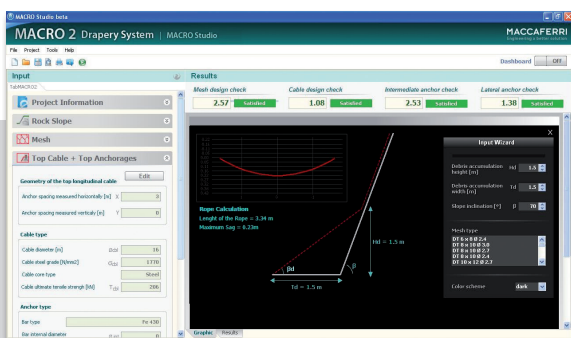 MACRO Studio beta
MACRO 2 Drapery System | MACRO Studio
MACCAFERRI
File Project Tools Help
Dashboard OFF
Input
Results
TabMACRO2
Mesh design check
Cable design check
Intermediate anchor check
Lateral anchor check
2.57 Satisfied
1.08 Satisfied
2.53 Satisfied
1.38 Satisfied
Project Information
Rock Slope
Mesh
Top Cable + Top Anchorages
Edit
Geometry of the top longitudinal cable
Anchor spacing measured horizontally [m] X 3
Anchor spacing measured verticaly [m] Y 0
Cable type
Cable diameter [m] 16
Cable steel grade [N/mm2] 1770
Cable core type Steel
Cable ultimate tensile strengt [kN] 206
Anchor type
Bar type Fe 420
Bar internal diameter 0
Rope Calculation
Lenght of the Rope = 3.34 m
Maximum Sag = 0.23m
Hd = 1.5 m
βd
β
Td = 1.5 m
X
Input Wizard
Debris accumulation height [m] Hd 1.5
Debris accumulation width [m] Td 1.5
Slope inclination [°] β 70
Mesh type
DT 6 x 8 Ø 2.4
DT 8 x 10 Ø 3.0
DT 8 x 10 Ø 2.7
DT 8 x 10 Ø 2.4
DT 10 x 12 Ø 2.7
Color scheme dark
Graphic Results